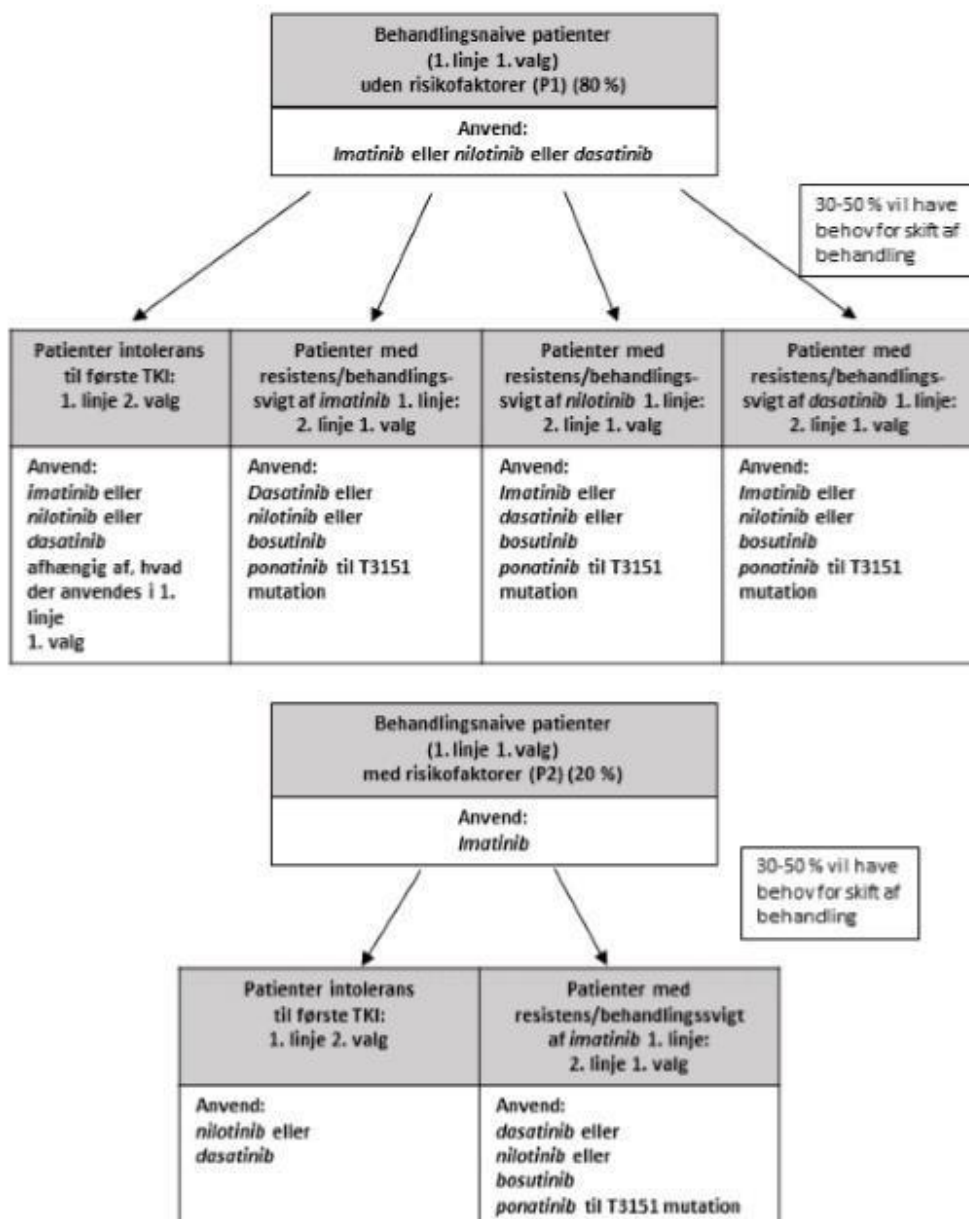 Behandlingsnaive patienter
(1. linje 1. valg)
uden risikofaktorer (P1) (80 %)
Anvend:
Imatinib eller nilotinib eller dasatinib
30-50 % vil have
behov for skift af
behandling
Patienter intolerans
til første TKI:
1. linje 2. valg
Patienter med
resistens/behandlings-
svigt af imatinib 1. linje:
2. linje 1. valg
Patienter med
resistens/behandlings-
svigt af nilotinib 1. linje:
2. linje 1. valg
Patienter med
resistens/behandlings-
svigt af dasatinib 1. linje:
2. linje 1. valg
Anvend:
imatinib eller
nilotinib eller
dasatinib
afhængig af, hvad
der anvendes i 1.
linje
1. valg
Anvend:
Dasatinib eller
nilotinib eller
bosutinib
ponatinib til T3151
mutation
Anvend:
Imatinib eller
dasatinib eller
bosutinib
ponatinib til T3151
mutation
Anvend:
Imatinib eller
nilotinib eller
bosutinib
ponatinib til T3151
mutation
Behandlingsnaive patienter
(1. linje 1. valg)
med risikofaktorer (P2) (20 %)
Anvend:
Imatinib
30-50 % vil have
behov for skift af
behandling
Patienter intolerans
til første TKI:
1. linje 2. valg
Patienter med
resistens/behandlingssvigt
af imatinib 1. linje:
2. linje 1. valg
Anvend:
nilotinib eller
dasatinib
Anvend:
dasatinib eller
nilotinib eller
bosutinib
ponatinib til T3151 mutation